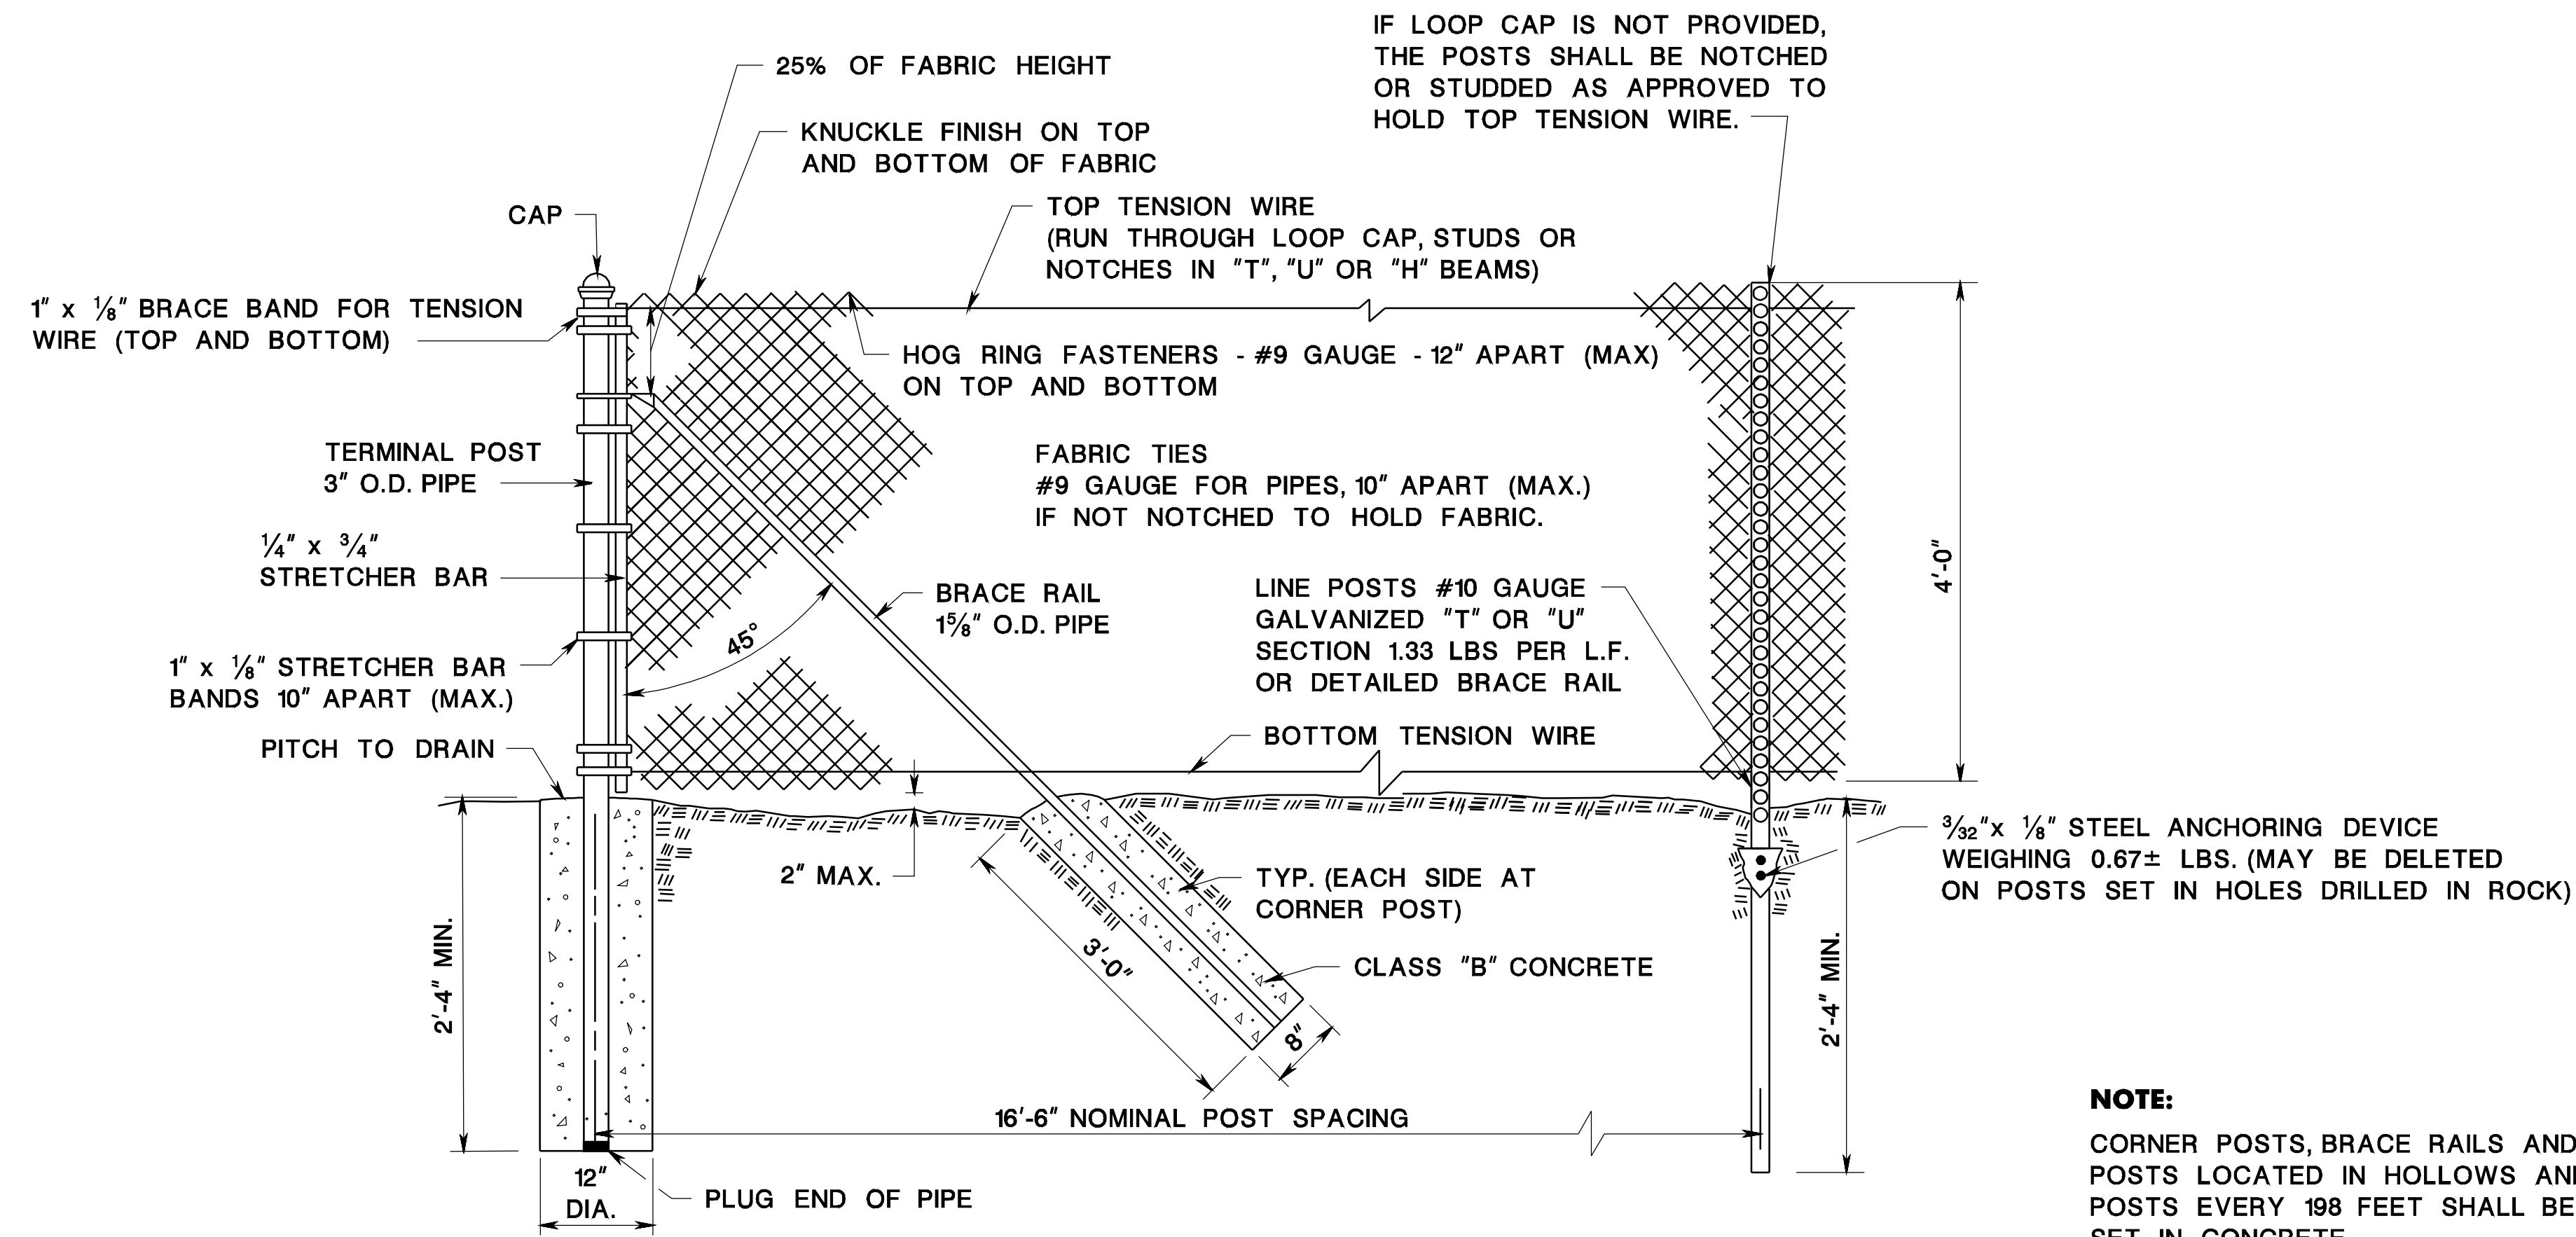 IF LOOP CAP IS NOT PROVIDED,
THE POSTS SHALL BE NOTCHED
OR STUDDED AS APPROVED TO
HOLD TOP TENSION WIRE.
25% OF FABRIC HEIGHT
KNUCKLE FINISH ON TOP
AND BOTTOM OF FABRIC
CAP
TOP TENSION WIRE
(RUN THROUGH LOOP CAP, STUDS OR
NOTCHES IN "T", "U" OR "H" BEAMS)
1" x 1/8" BRACE BAND FOR TENSION
WIRE (TOP AND BOTTOM)
HOG RING FASTENERS - #9 GAUGE - 12" APART (MAX)
ON TOP AND BOTTOM
TERMINAL POST
3" O.D. PIPE
FABRIC TIES
#9 GAUGE FOR PIPES, 10" APART (MAX.)
IF NOT NOTCHED TO HOLD FABRIC.
1/4" x 3/4"
STRETCHER BAR
4'-0"
BRACE RAIL
1 5/8" O.D. PIPE
45°
LINE POSTS #10 GAUGE
GALVANIZED "T" OR "U"
SECTION 1.33 LBS PER L.F.
OR DETAILED BRACE RAIL
1" x 1/8" STRETCHER BAR
BANDS 10" APART (MAX.)
PITCH TO DRAIN
BOTTOM TENSION WIRE
3/32" x 1/8" STEEL ANCHORING DEVICE
WEIGHING 0.67± LBS. (MAY BE DELETED
ON POSTS SET IN HOLES DRILLED IN ROCK)
2" MAX.
TYP. (EACH SIDE AT
CORNER POST)
2'-4" MIN.
3'-0"
CLASS "B" CONCRETE
8"
2'-4" MIN.
16'-6" NOMINAL POST SPACING
12"
DIA.
PLUG END OF PIPE
NOTE:
CORNER POSTS, BRACE RAILS AND
POSTS LOCATED IN HOLLOWS
POSTS EVERY 198 FEET SHALL BE
SET IN CONCRETE